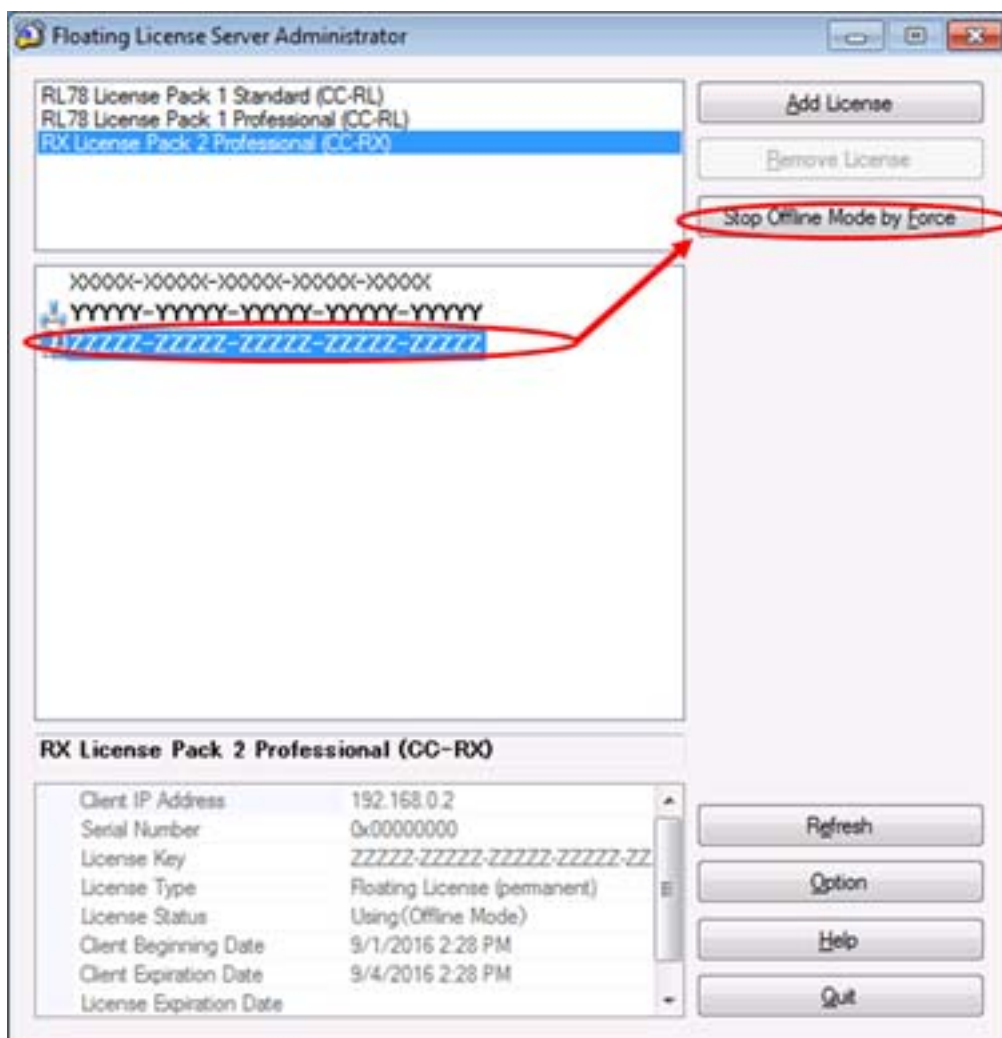 Floating License Server Administrator
RL78 License Pack 1 Standard (CC-RL)
RL78 License Pack 1 Professional (CC-RL)
RX License Pack 2 Professional (CC-RX)
Add License
Remove License
Stop Offline Mode by Force
XXXXX-XXXXX-XXXXX-XXXXX-XXXXX
YYYYY-YYYYY-YYYYY-YYYYY-YYYYY
ZZZZZ-ZZZZZ-ZZZZZ-ZZZZZ-ZZZZZ
RX License Pack 2 Professional (CC-RX)
Client IP Address 192.168.0.2
Serial Number 0x00000000
License Key ZZZZZ-ZZZZZ-ZZZZZ-ZZZZZ-ZZ
License Type Floating License (permanent)
License Status Using(Offline Mode)
Client Beginning Date 9/1/2016 2:28 PM
Client Expiration Date 9/4/2016 2:28 PM
License Expiration Date
Refresh
Option
Help
Quit